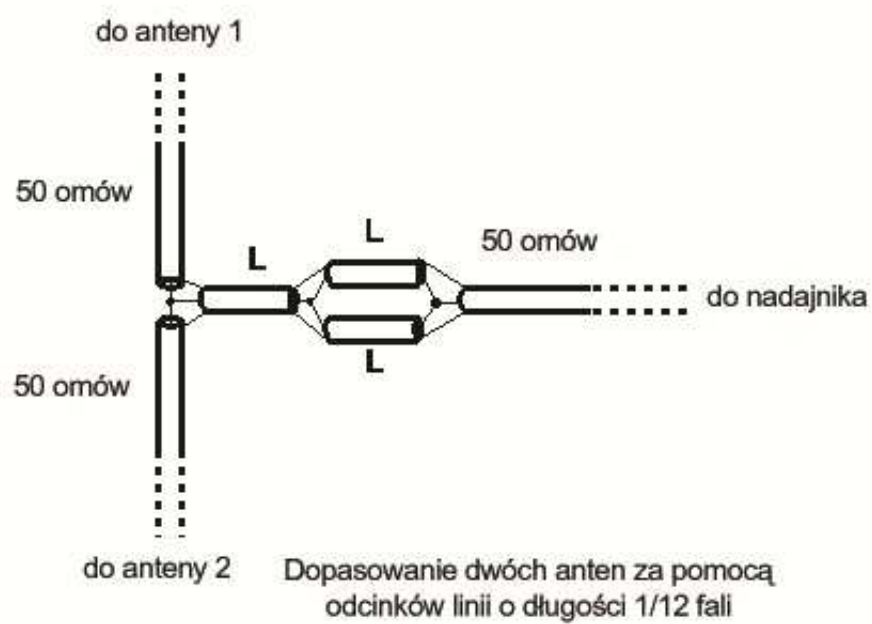 do anteny 1
50 omów
L
L
50 omów
do nadajnika
L
50 omów
do anteny 2
Dopasowanie dwóch anten za pomocą
odcinków linii o długości 1/12 fali